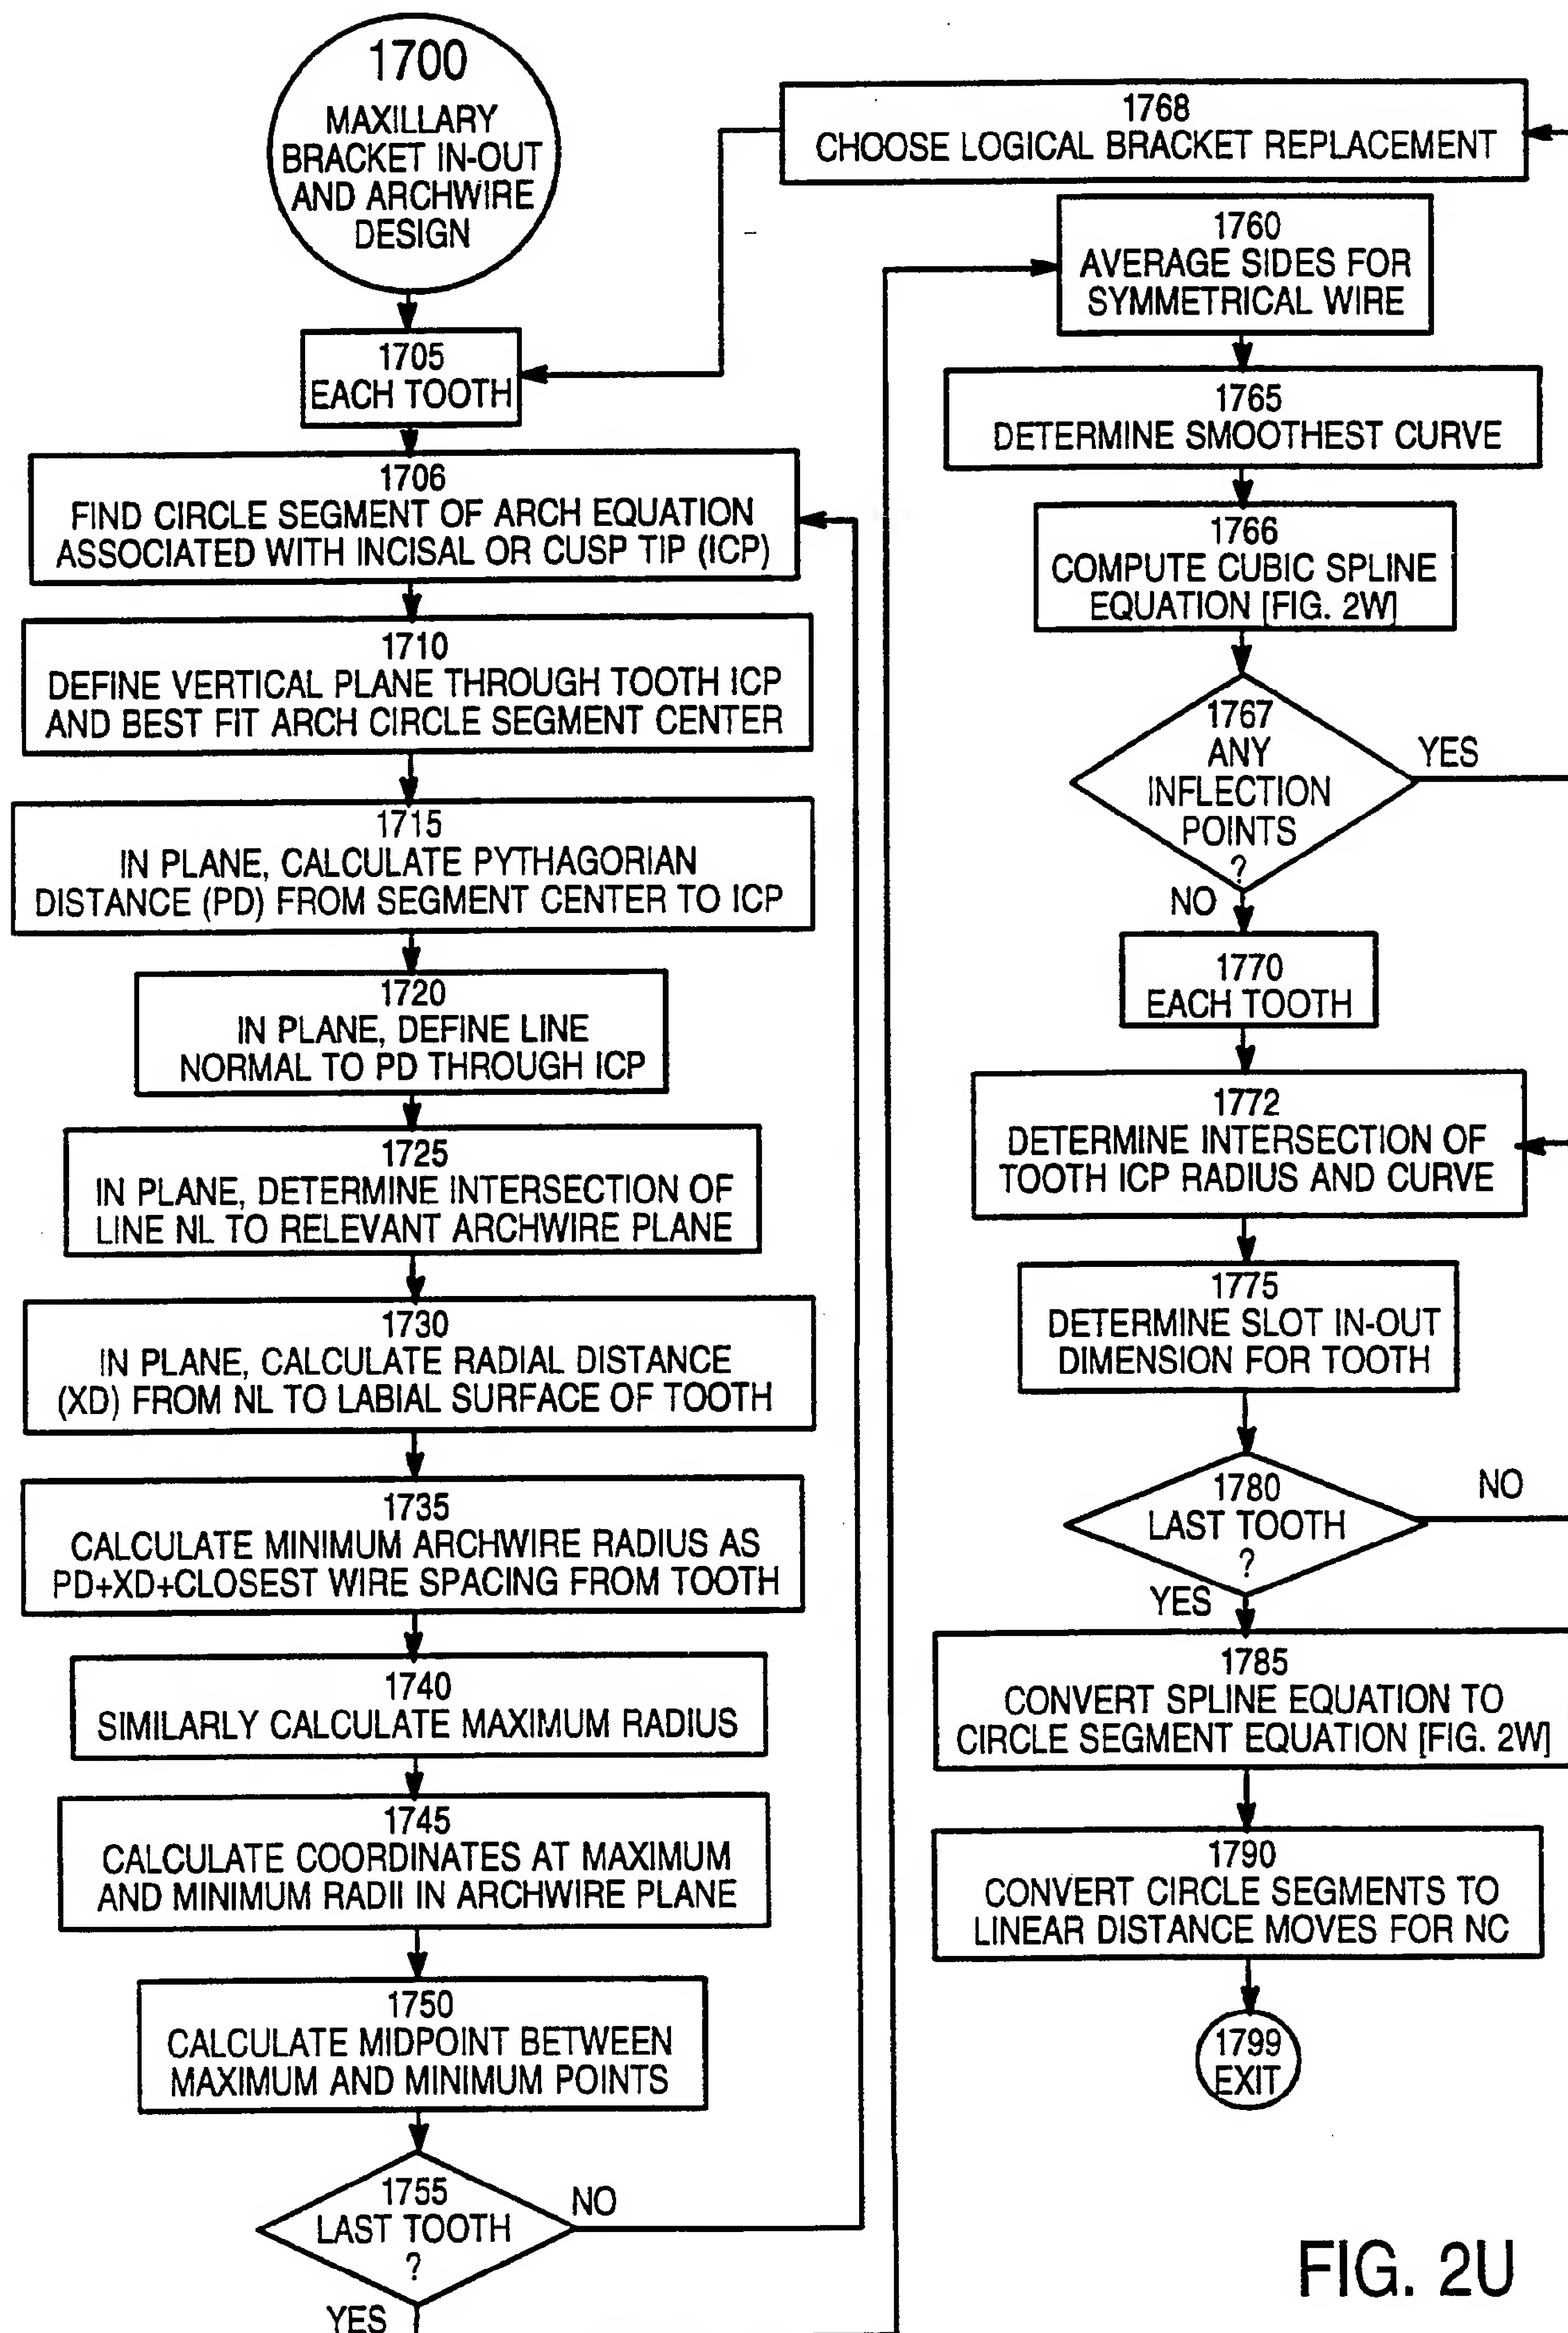 1700
MAXILLARY
BRACKET IN-OUT
AND ARCHWIRE
DESIGN
1705
EACH TOOTH
1706
FIND CIRCLE SEGMENT OF ARCH EQUATION
ASSOCIATED WITH INCISAL OR CUSP TIP (ICP)
1710
DEFINE VERTICAL PLANE THROUGH TOOTH ICP
AND BEST FIT ARCH CIRCLE SEGMENT CENTER
1715
IN PLANE, CALCULATE PYTHAGORIAN
DISTANCE (PD) FROM SEGMENT CENTER TO ICP
1720
IN PLANE, DEFINE LINE
NORMAL TO PD THROUGH ICP
1725
IN PLANE, DETERMINE INTERSECTION OF
LINE NL TO RELEVANT ARCHWIRE PLANE
1730
IN PLANE, CALCULATE RADIAL DISTANCE
(XD) FROM NL TO LABIAL SURFACE OF TOOTH
1735
CALCULATE MINIMUM ARCHWIRE RADIUS AS
PD+XD+CLOSEST WIRE SPACING FROM TOOTH
1740
SIMILARLY CALCULATE MAXIMUM RADIUS
1745
CALCULATE COORDINATES AT MAXIMUM
AND MINIMUM RADII IN ARCHWIRE PLANE
1750
CALCULATE MIDPOINT BETWEEN
MAXIMUM AND MINIMUM POINTS
1755
LAST TOOTH
?
NO
YES
1768
CHOOSE LOGICAL BRACKET REPLACEMENT
1760
AVERAGE SIDES FOR
SYMMETRICAL WIRE
1765
DETERMINE SMOOTHEST CURVE
1766
COMPUTE CUBIC SPLINE
EQUATION [FIG. 2W]
1767
ANY
INFLECTION
POINTS
?
YES
NO
1770
EACH TOOTH
1772
DETERMINE INTERSECTION OF
TOOTH ICP RADIUS AND CURVE
1775
DETERMINE SLOT IN-OUT
DIMENSION FOR TOOTH
1780
LAST TOOTH
?
NO
YES
1785
CONVERT SPLINE EQUATION TO
CIRCLE SEGMENT EQUATION [FIG. 2W]
1790
CONVERT CIRCLE SEGMENTS TO
LINEAR DISTANCE MOVES FOR NC
1799
EXIT
FIG. 2U